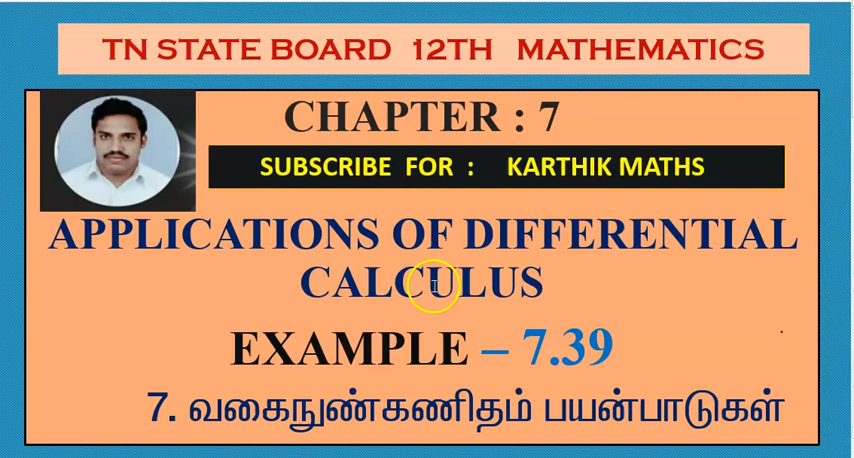 TN STATE BOARD 12TH MATHEMATICS
CHAPTER : 7
SUBSCRIBE FOR : KARTHIK MATHS
APPLICATIONS OF DIFFERENTIAL
CALCULUS
EXAMPLE – 7.39
7. வகைநுண்கணிதம் பயன்பாடுகள்